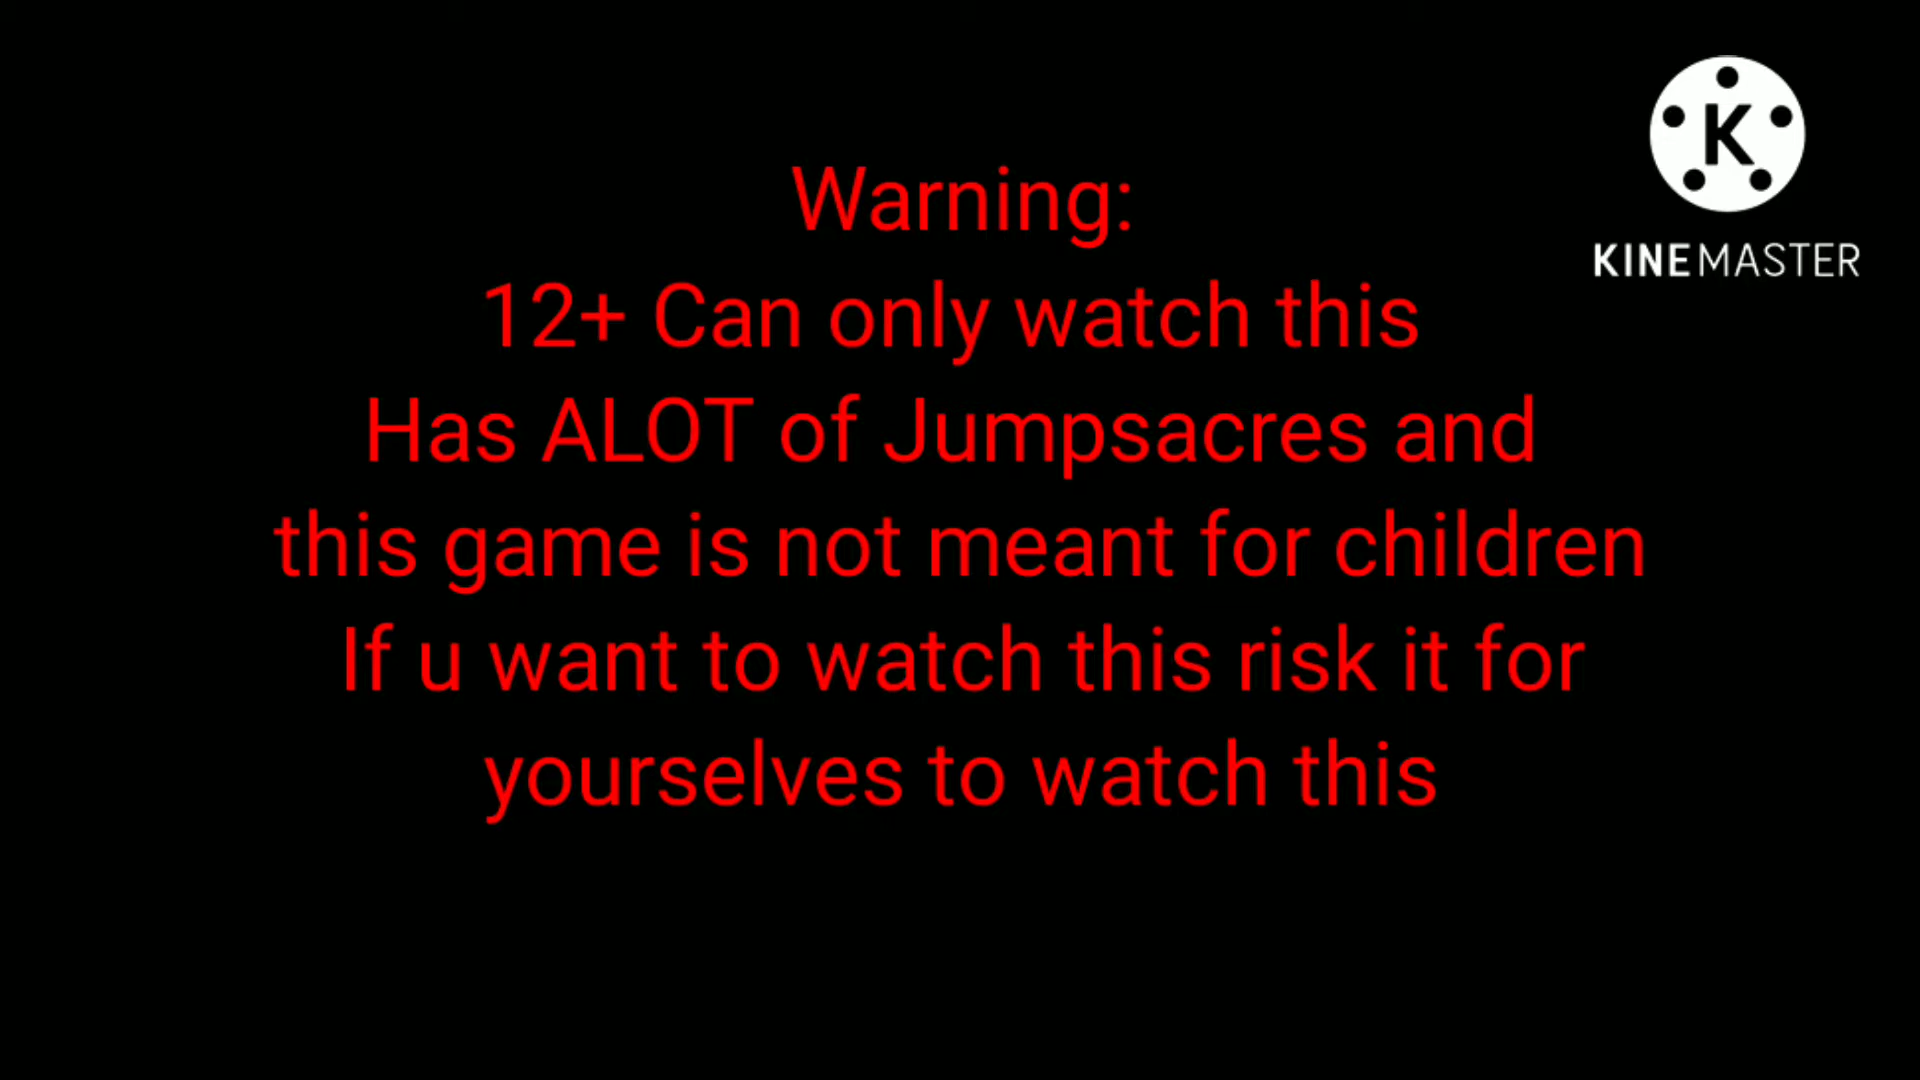 Warning:
12+ Can only watch this
Has ALOT of Jumpsacres and
this game is not meant for children
If u want to watch this risk it for
yourselves to watch this
K
KINEMASTER